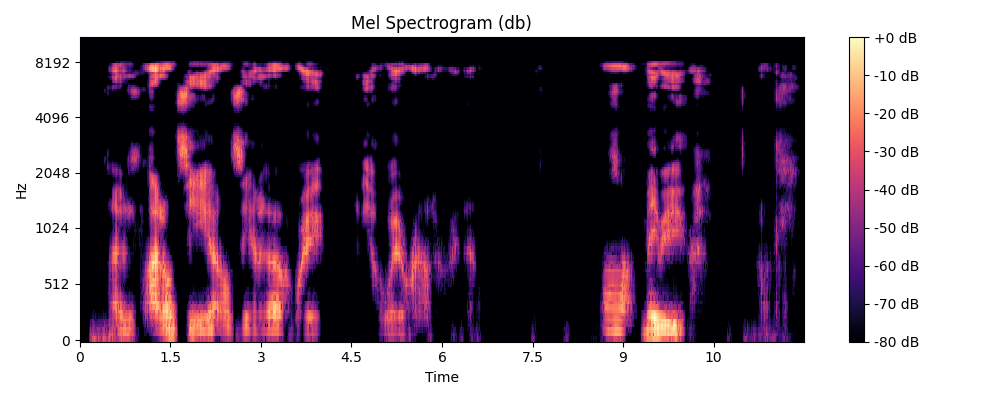 Mel Spectrogram (db)
+0 dB
8192
-10 dB
4096
-20 dB
-30 dB
2048
Hz
-40 dB
1024
-50 dB
-60 dB
512
-70 dB
0
-80 dB
0 1.5 3 4.5 6 7.5 9 10
Time